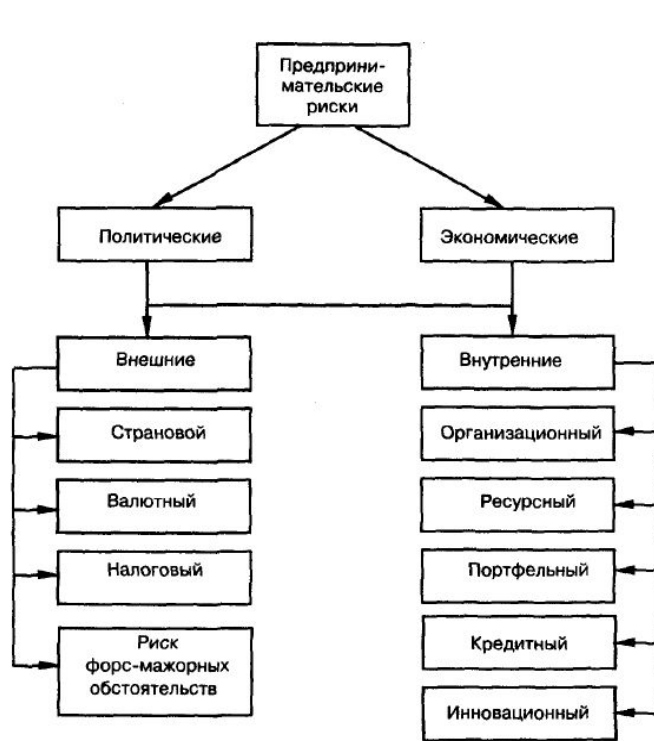 Предприни-
мательские
риски
Политические
Экономические
Внешние
Внутренние
Страновой
Организационный
Валютный
Ресурсный
Налоговый
Портфельный
Риск
форс-мажорных
обстоятельств
Кредитный
Инновационный